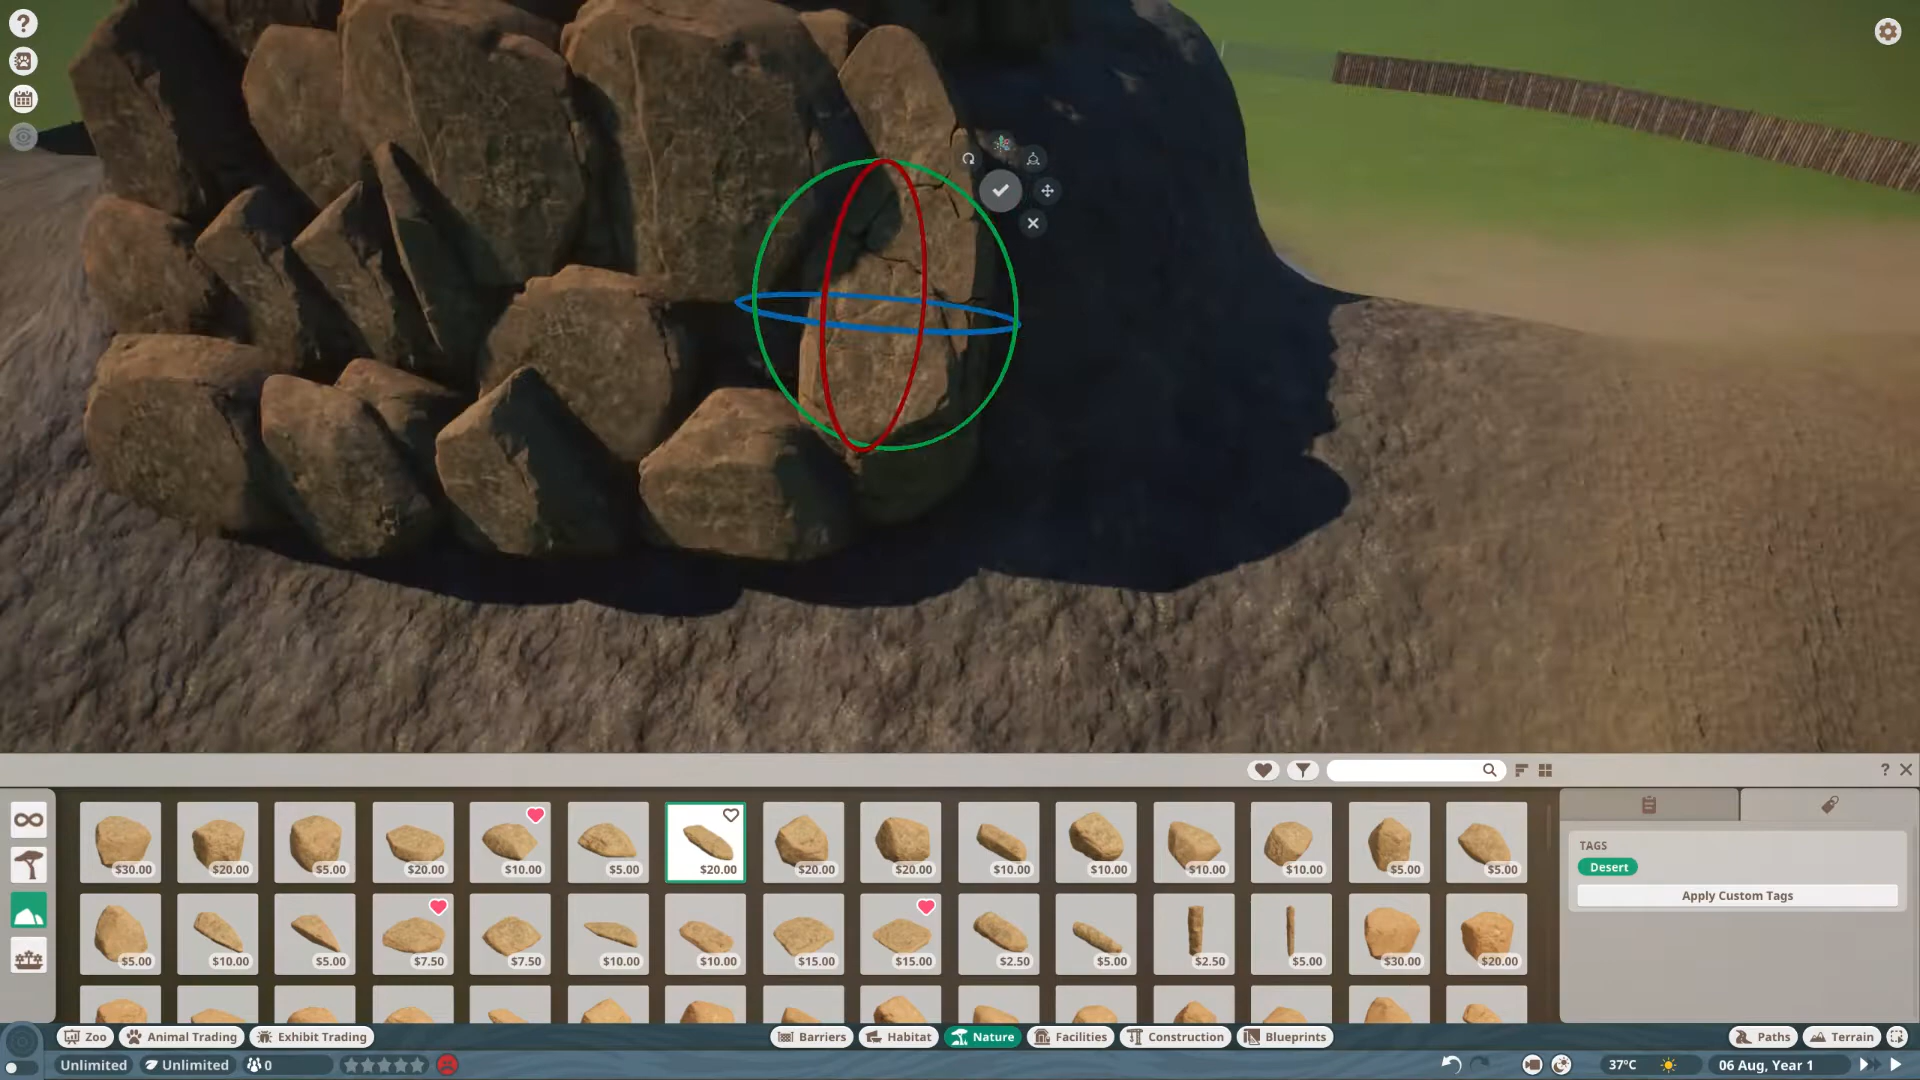 ?
? 
$30.00 $20.00 $5.00 $20.00 $10.00 $5.00 $20.00 $20.00 $20.00 $10.00 $10.00 $10.00 $10.00 $5.00 $5.00
$5.00 $10.00 $5.00 $7.50 $7.50 $10.00 $10.00 $15.00 $15.00 $2.50 $5.00 $2.50 $5.00 $30.00 $20.00
TAGS
Desert
Apply Custom Tags
Zoo Animal Trading Exhibit Trading Barriers Habitat Nature Facilities Construction Blueprints Paths Terrain
Unlimited Unlimited 0 37°C 06 Aug, Year 1